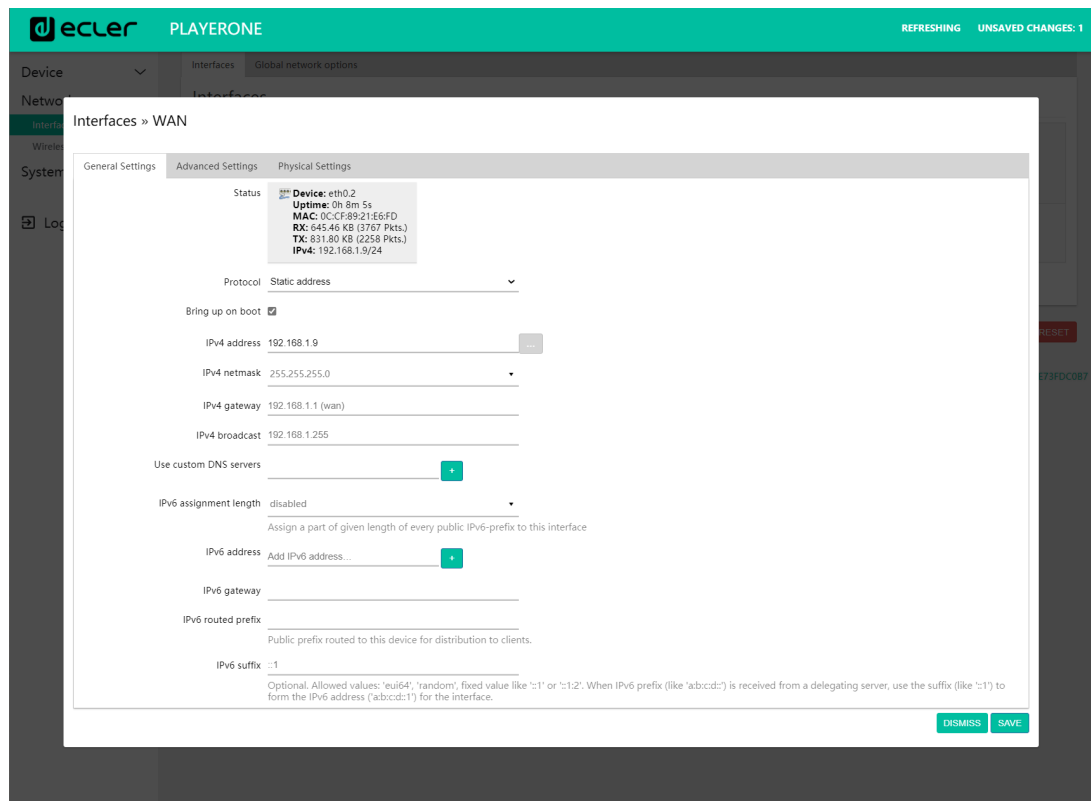 ecler PLAYERONE REFRESHING UNSAVED CHANGES: 1
Device
Interfaces Global network options
Interfaces
Interfaces » WAN
General Settings Advanced Settings Physical Settings
Status
Device: eth0.2
Uptime: 0h 8m 5s
MAC: 0C:CF:89:21:E6:FD
RX: 645.46 KB (3767 Pkts.)
TX: 831.80 KB (2258 Pkts.)
IPv4: 192.168.1.9/24
Protocol Static address
Bring up on boot
IPv4 address 192.168.1.9 ...
IPv4 netmask 255.255.255.0
IPv4 gateway 192.168.1.1 (wan)
IPv4 broadcast 192.168.1.255
Use custom DNS servers +
IPv6 assignment length disabled
Assign a part of given length of every public IPv6-prefix to this interface
IPv6 address Add IPv6 address... +
IPv6 gateway
IPv6 routed prefix
Public prefix routed to this device for distribution to clients.
IPv6 suffix ::1
Optional. Allowed values: 'eui64', 'random', fixed value like '::1' or '::1:2'. When IPv6 prefix (like 'a:b:c:d::') is received from a delegating server, use the suffix (like '::1') to
form the IPv6 address ('a:b:c:d::1') for the interface.
DISMISS SAVE
Networ
Interfa
Wireles
System
Log
RESET
E73FDC0B7